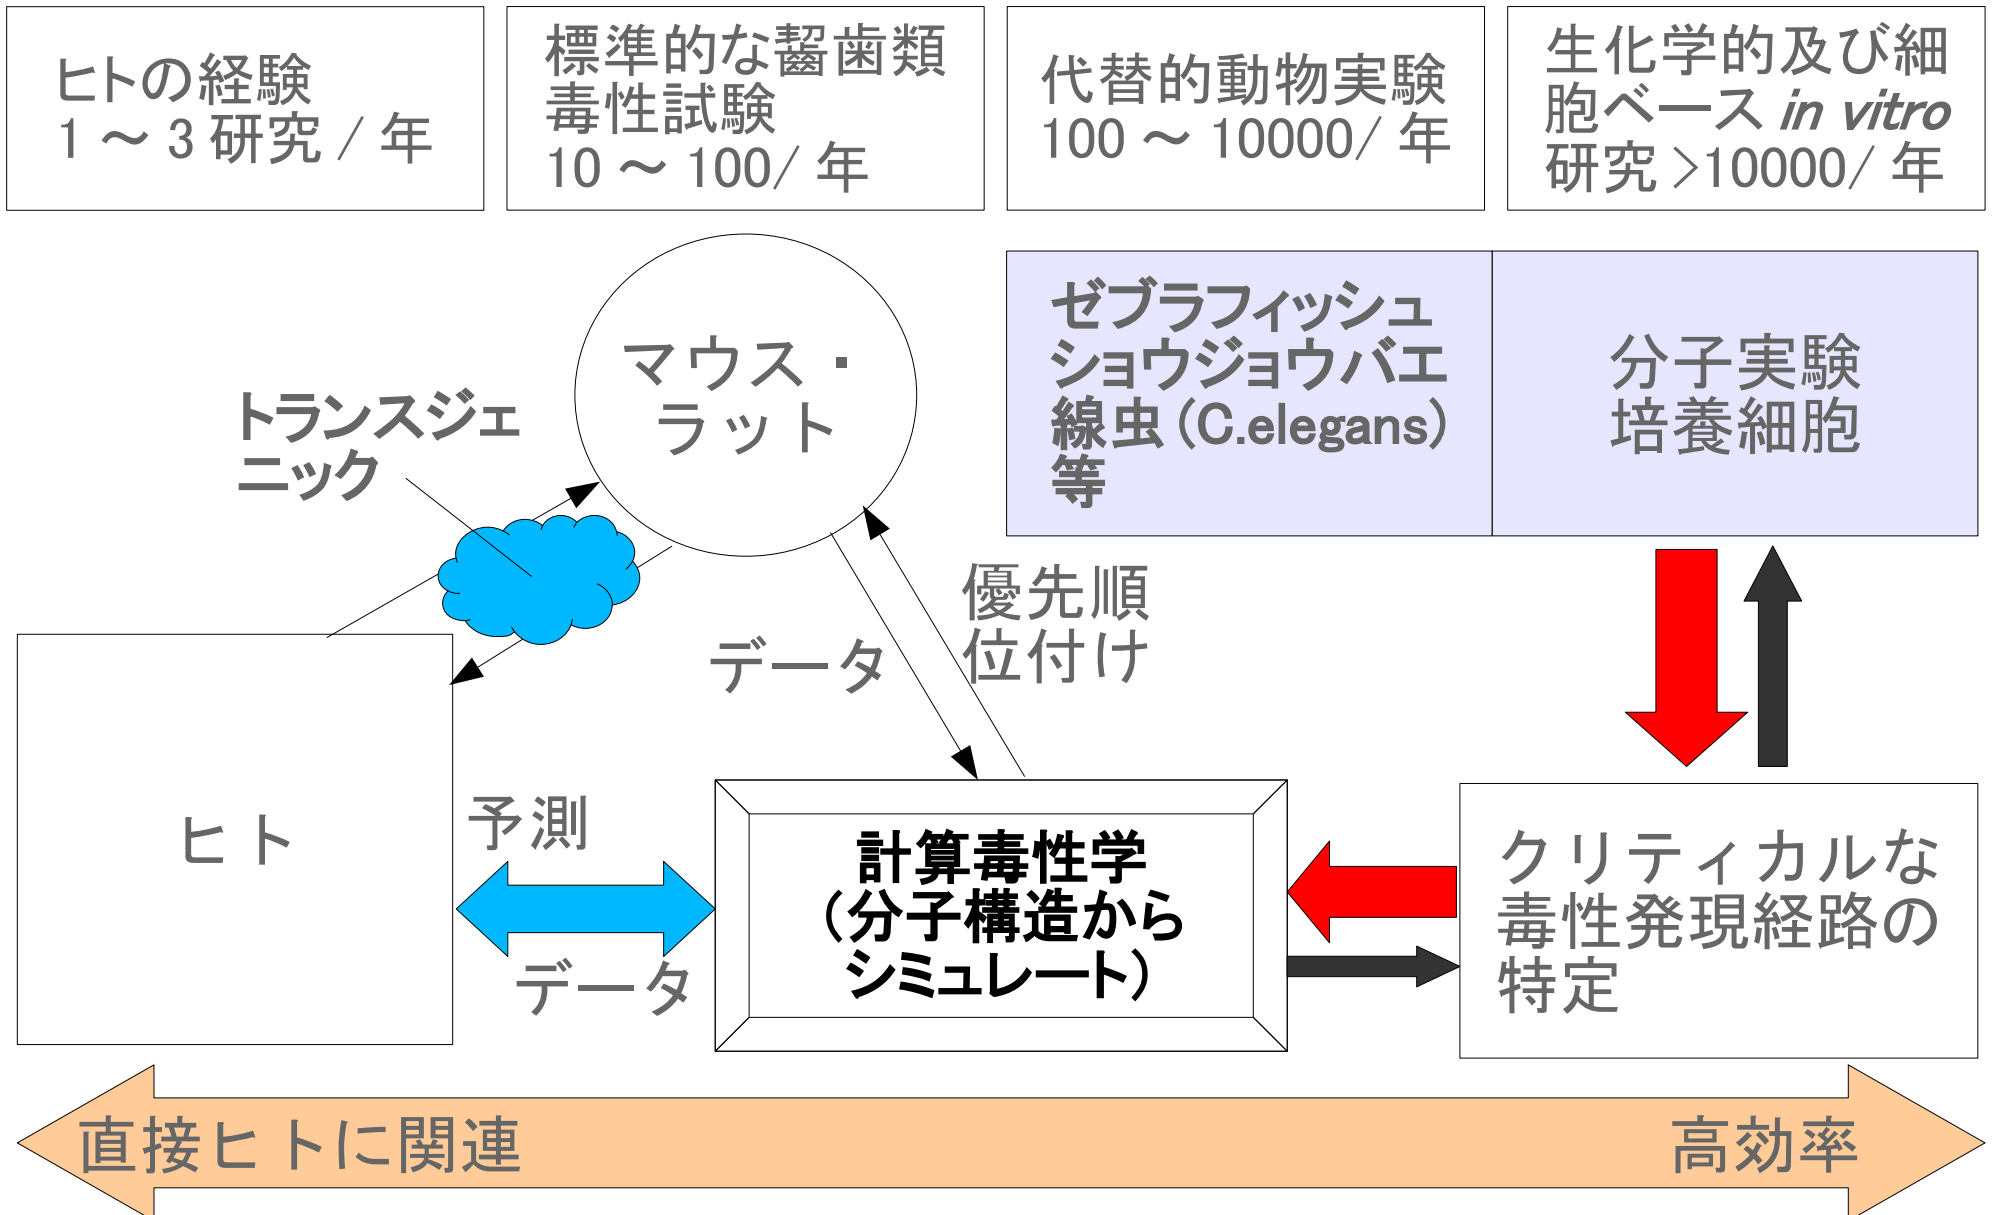 ヒトの経験
1～3研究/年
標準的な齧歯類
毒性試験
10～100/年
代替的動物実験
100～10000/年
生化学的及び細
胞ベースin vitro
研究>10000/年
マウス・
ラット
ゼブラフィッシュ
ショウジョウバエ
線虫(C.elegans)
等
分子実験
培養細胞
トランスジェ
ニック
優先順
位付け
データ
ヒト
予測
データ
計算毒性学
(分子構造から
シミュレート)
クリティカルな
毒性発現経路の
特定
直接ヒトに関連
高効率